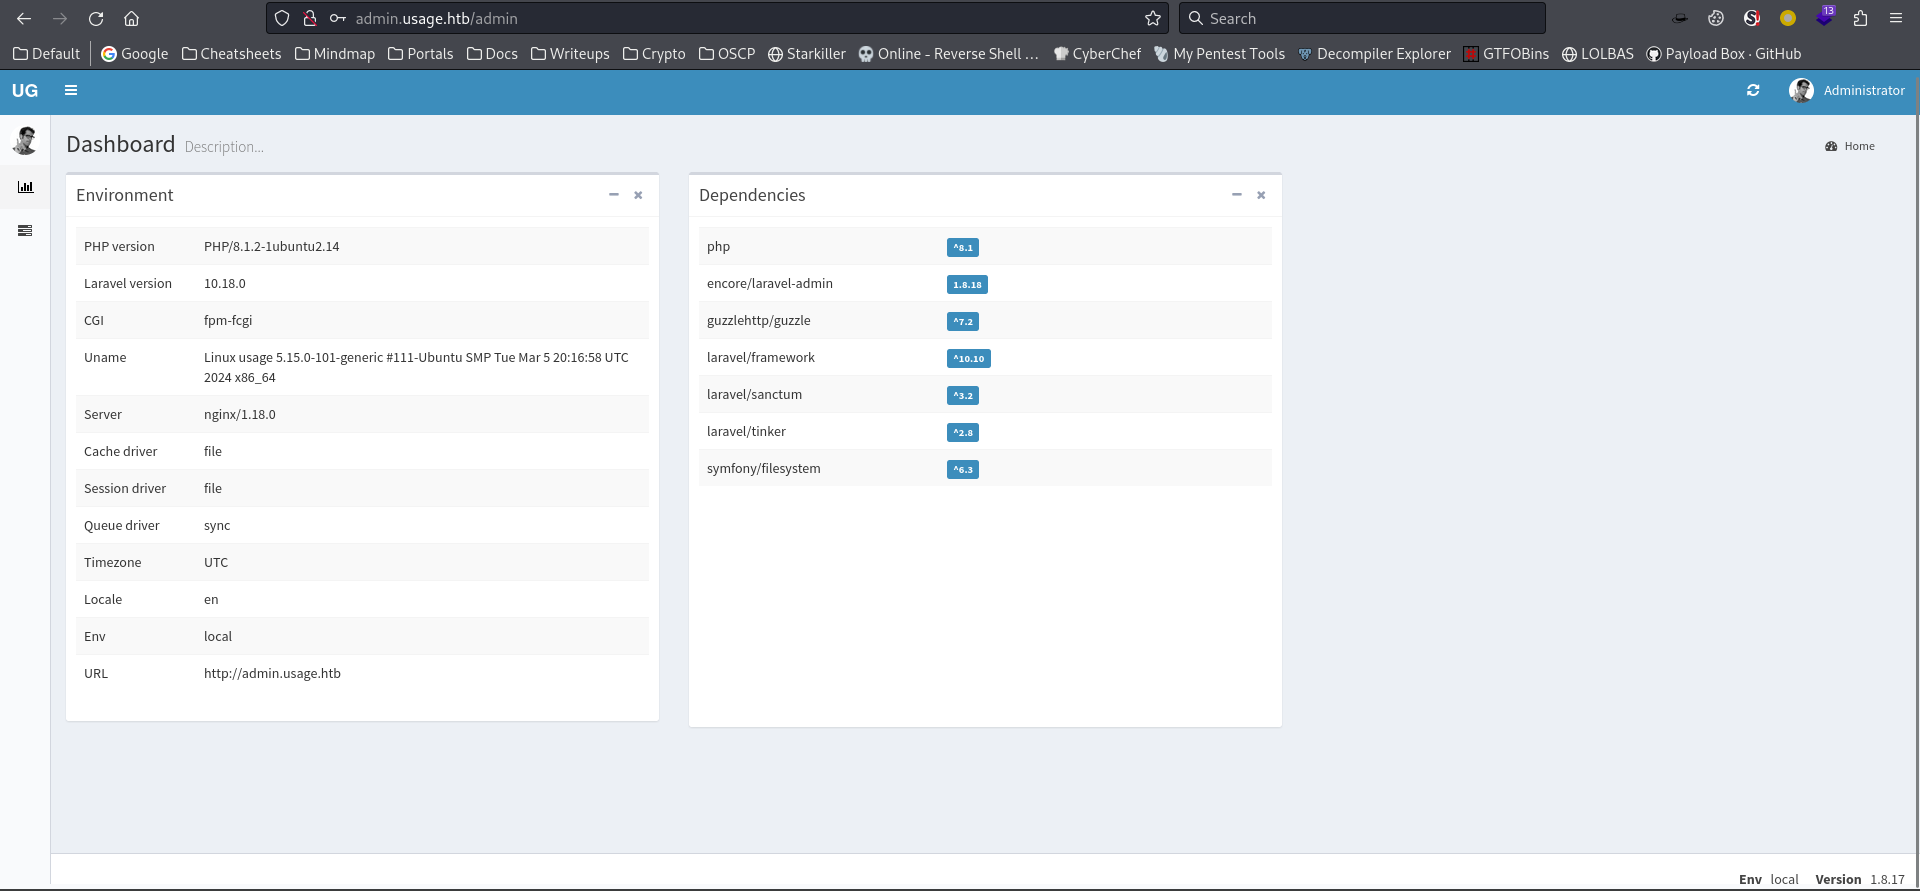 admin.usage.htb/admin
Search
13
Default Google Cheatsheets Mindmap Portals Docs Writeups Crypto OSCP Starkiller Online - Reverse Shell … CyberChef My Pentest Tools Decompiler Explorer GTFOBins LOLBAS Payload Box · GitHub
UG Administrator
Dashboard Description... Home
Environment
PHP version PHP/8.1.2-1ubuntu2.14
Laravel version 10.18.0
CGI fpm-fcgi
Uname Linux usage 5.15.0-101-generic #111-Ubuntu SMP Tue Mar 5 20:16:58 UTC
2024 x86_64
Server nginx/1.18.0
Cache driver file
Session driver file
Queue driver sync
Timezone UTC
Locale en
Env local
URL http://admin.usage.htb
Dependencies
php ^8.1
encore/laravel-admin 1.8.18
guzzlehttp/guzzle ^7.2
laravel/framework ^10.10
laravel/sanctum ^3.2
laravel/tinker ^2.8
symfony/filesystem ^6.3
Env local Version 1.8.17